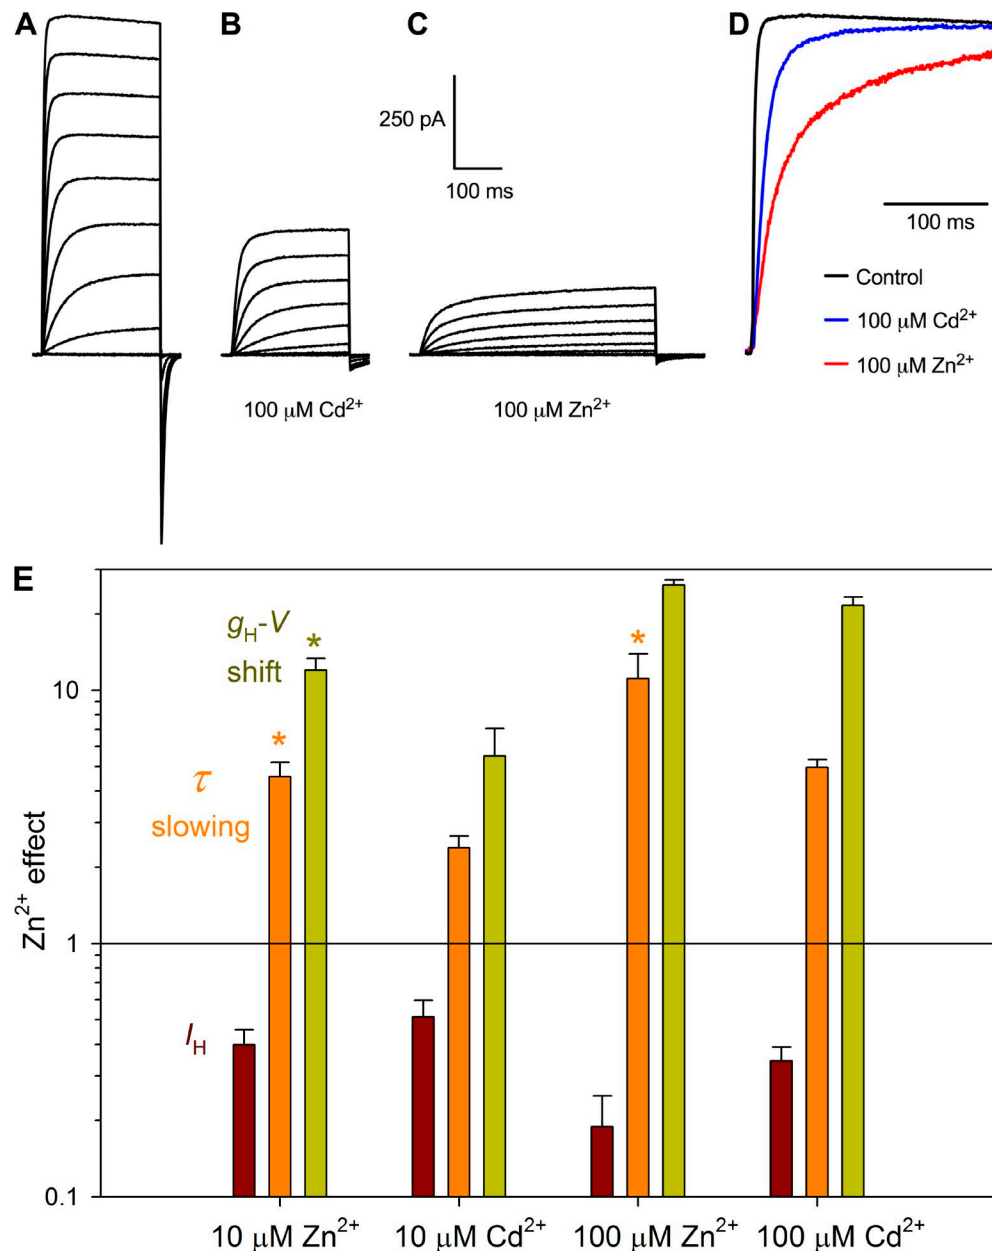 A
B
C
D
250 pA
100 ms
100 ms
Control
100 μM Cd²⁺
100 μM Zn²⁺
100 μM Cd²⁺
100 μM Zn²⁺
E
gH-V
shift
*
*
*
τ
slowing
IH
Zn²⁺ effect
10
1
0.1
10 μM Zn²⁺
10 μM Cd²⁺
100 μM Zn²⁺
100 μM Cd²⁺